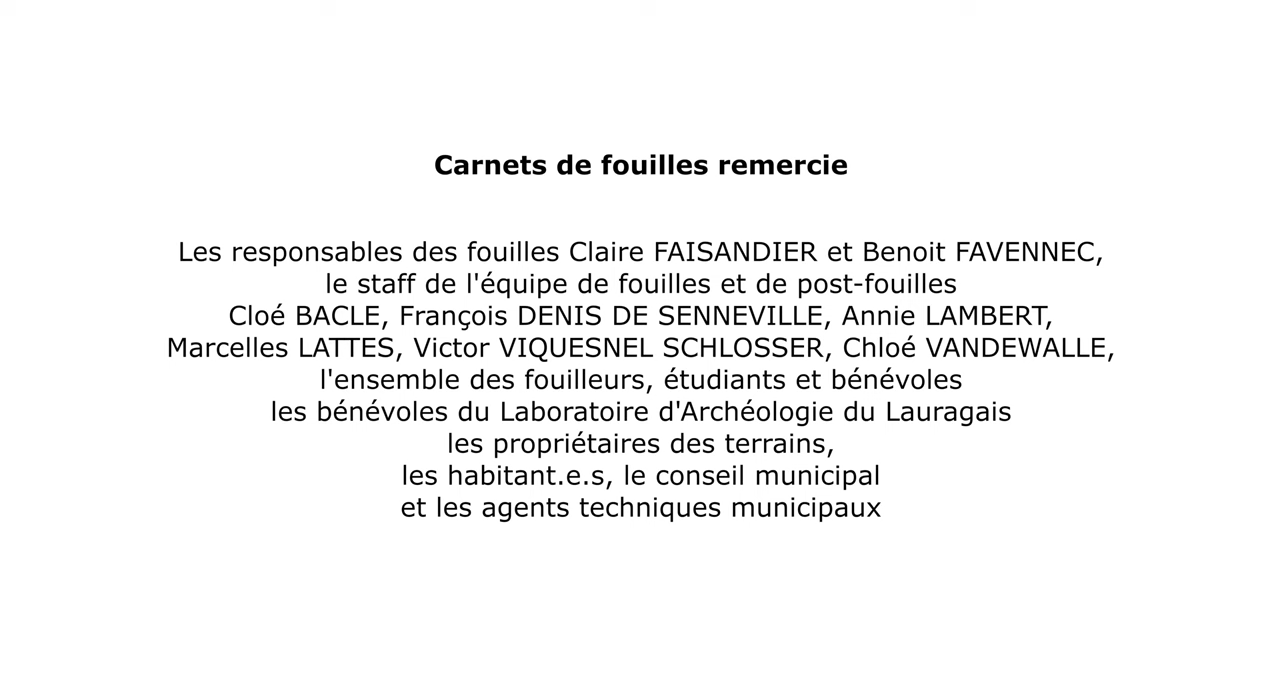 Carnets de fouilles remercie
Les responsables des fouilles Claire FAISANDIER et Benoit FAVENNEC,
le staff de l'équipe de fouilles et de post-fouilles
Cloé BACLE, François DENIS DE SENNEVILLE, Annie LAMBERT,
Marcelles LATTES, Victor VIQUESNEL SCHLOSSER, Chloé VANDEWALLE,
l'ensemble des fouilleurs, étudiants et bénévoles
les bénévoles du Laboratoire d'Archéologie du Lauragais
les propriétaires des terrains,
les habitant.e.s, le conseil municipal
et les agents techniques municipaux